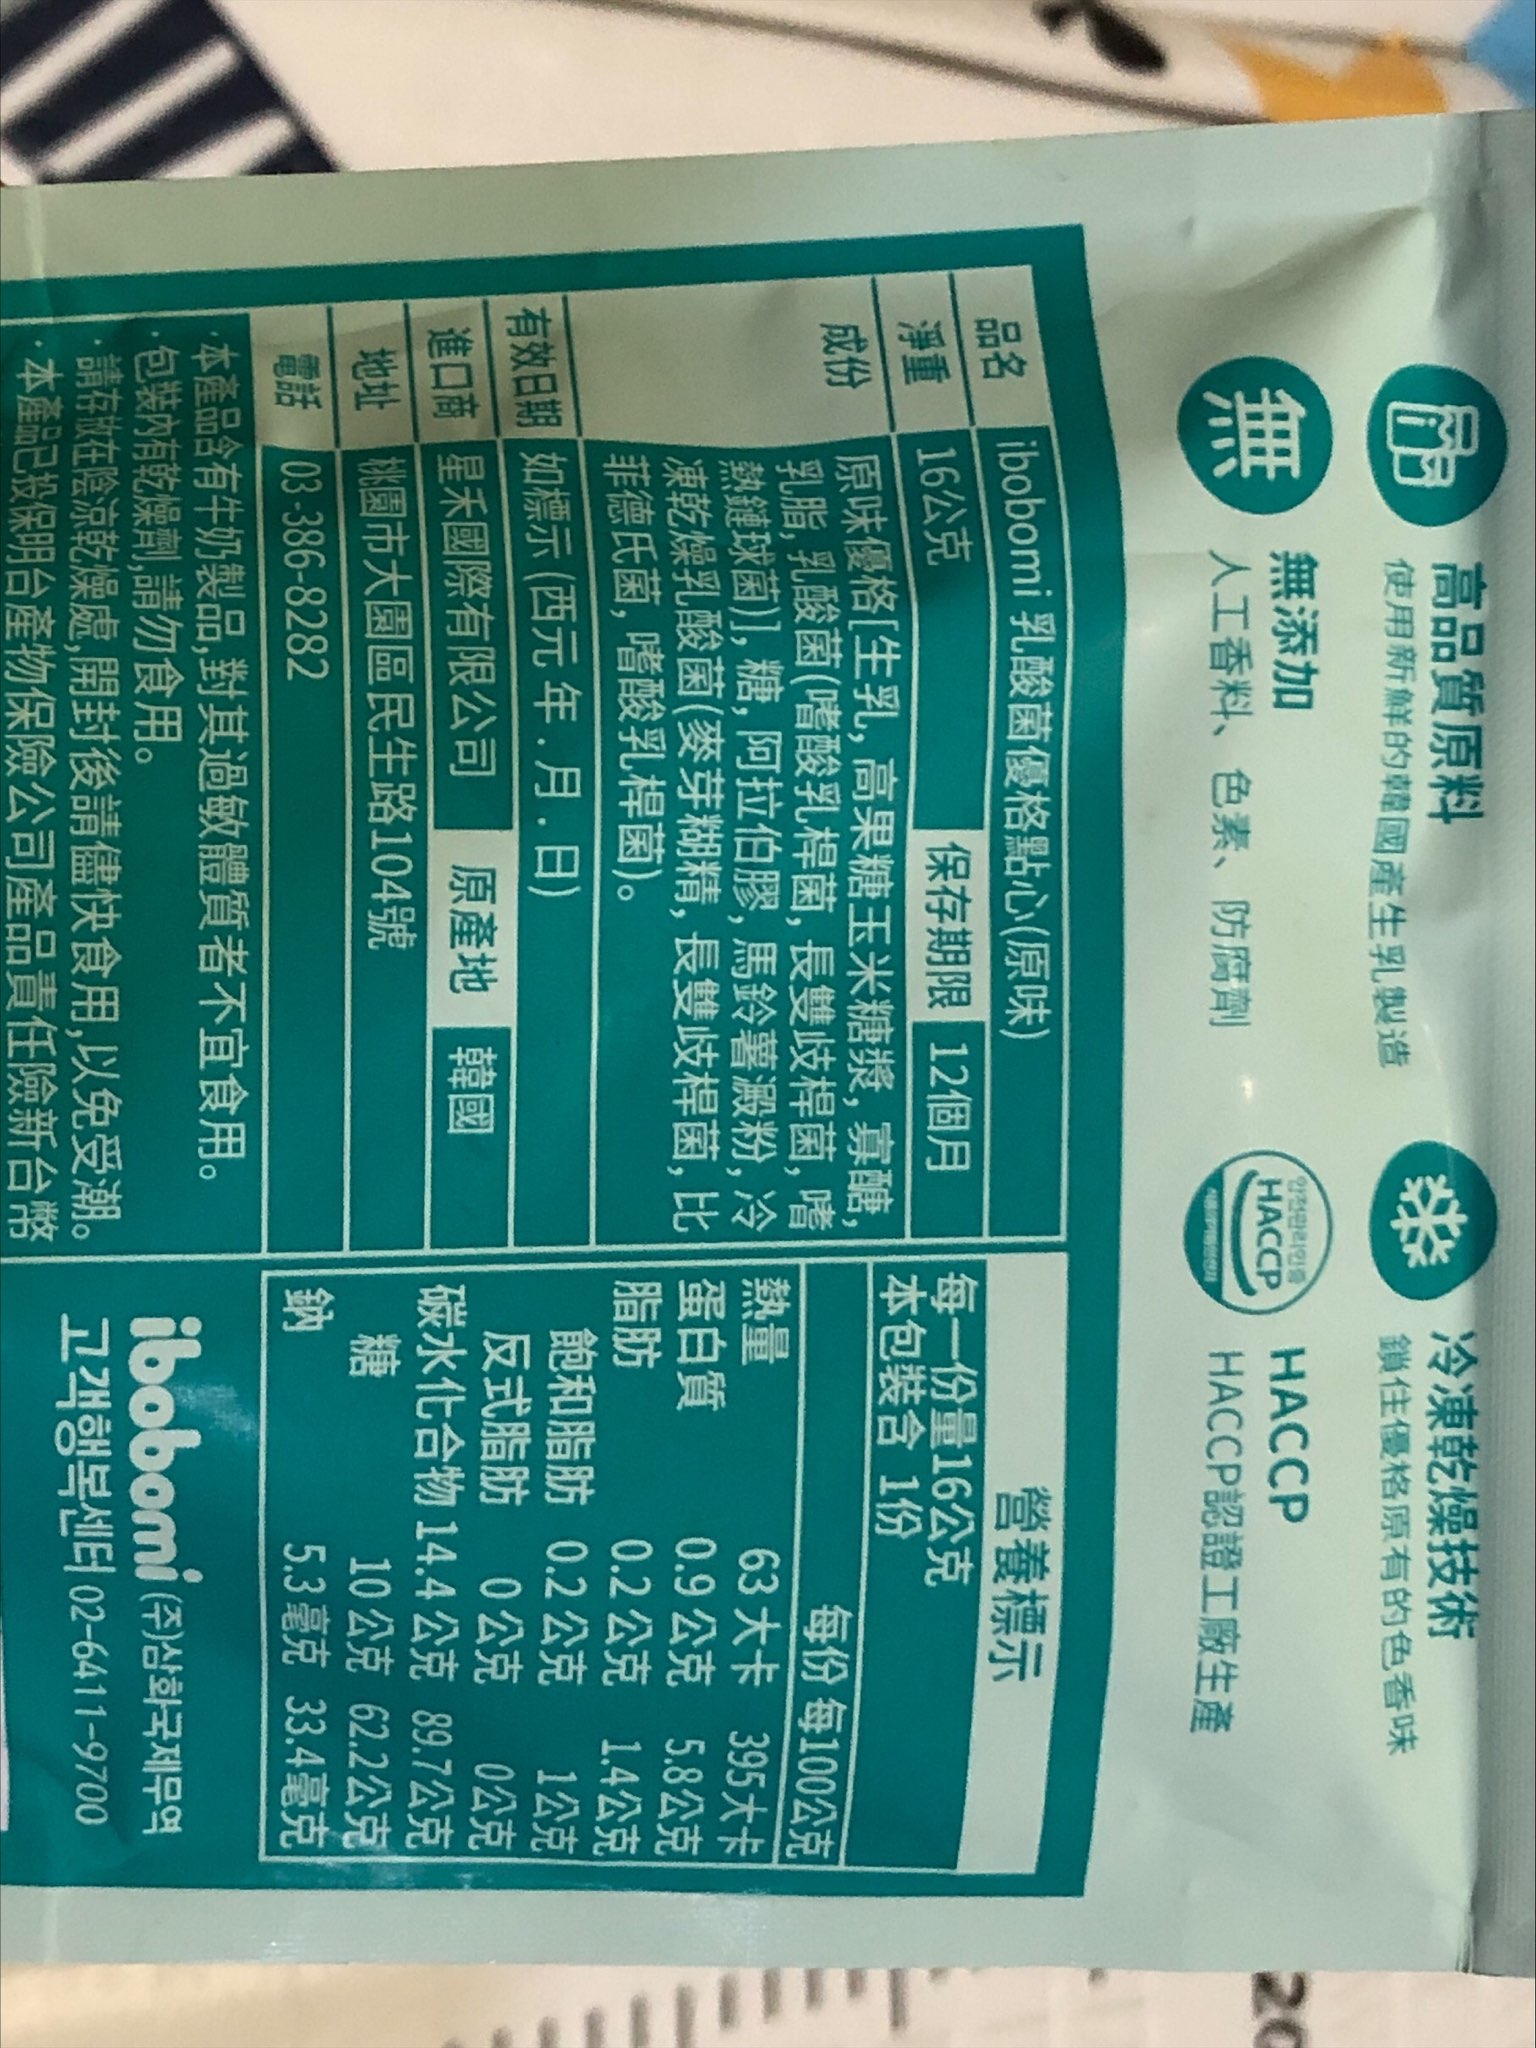 高品質原料
使用新鮮的韓國產生乳製造
冷凍乾燥技術
鎖住優格原有的色香味
無
無添加
人工香料、色素、防腐劑
안전관리인증
HACCP
HACCP
HACCP認證工廠生產
品名 ibobomi 乳酸菌優格點心(原味)
淨重 16公克 保存期限 12個月
成份 原味優格[生乳, 高果糖玉米糖漿, 寡醣,
乳脂, 乳酸菌(嗜酸乳桿菌, 長雙歧桿菌, 嗜
熱鏈球菌)], 糖, 阿拉伯膠, 馬鈴薯澱粉, 冷
凍乾燥乳酸菌(麥芽糊精, 長雙歧桿菌, 比
菲德氏菌, 嗜酸乳桿菌)。
有效日期 如標示 (西元 年 . 月 . 日)
進口商 星禾國際有限公司 原產地 韓國
地址 桃園市大園區民生路104號
電話 03-386-8282
·本產品含有牛奶製品,對其過敏體質者不宜食用。
·包裝內有乾燥劑,請勿食用。
·請存放在陰涼乾燥處,開封後請儘快食用,以免受潮。
·本產品已投保明台產物保險公司產品責任險新台幣
營養標示
每一份量16公克
本包裝含 1份
每份 每100公克
熱量 63大卡 395大卡
蛋白質 0.9公克 5.8公克
脂肪 0.2公克 1.4公克
飽和脂肪 0.2公克 1公克
反式脂肪 0公克 0公克
碳水化合物 14.4公克 89.7公克
糖 10公克 62.2公克
鈉 5.3毫克 33.4毫克
ibobomi (주)삼화국제무역
고객행복센터 02-6411-9700
20